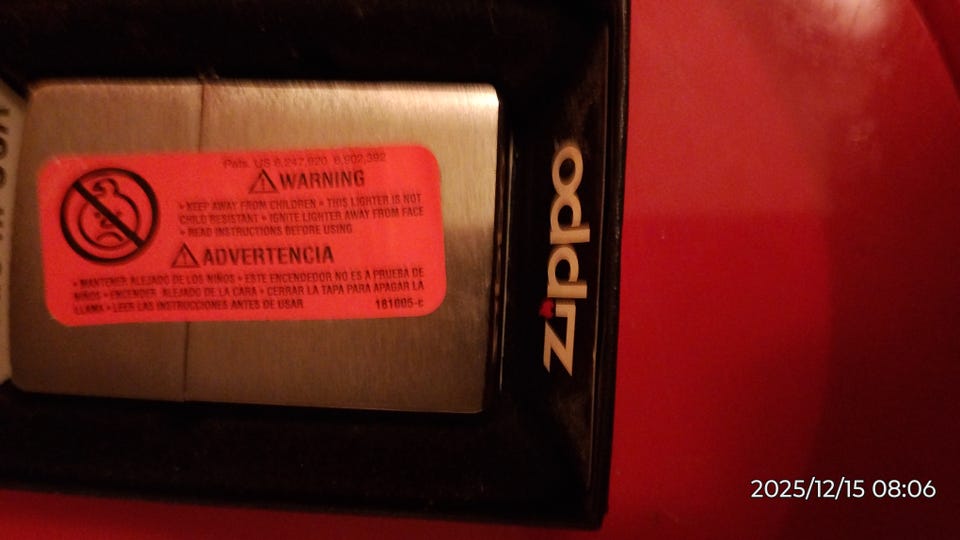 Pats. US 6,247,920 6,902,392
WARNING
• KEEP AWAY FROM CHILDREN • THIS LIGHTER IS NOT
CHILD RESISTANT • IGNITE LIGHTER AWAY FROM FACE
• READ INSTRUCTIONS BEFORE USING
ADVERTENCIA
• MANTENER ALEJADO DE LOS NIÑOS • ESTE ENCENDEDOR NO ES A PRUEBA DE
NIÑOS • ENCENDER ALEJADO DE LA CARA • CERRAR LA TAPA PARA APAGAR LA
LLAMA • LEER LAS INSTRUCCIONES ANTES DE USAR
181005-c
zippo
2025/12/15 08:06